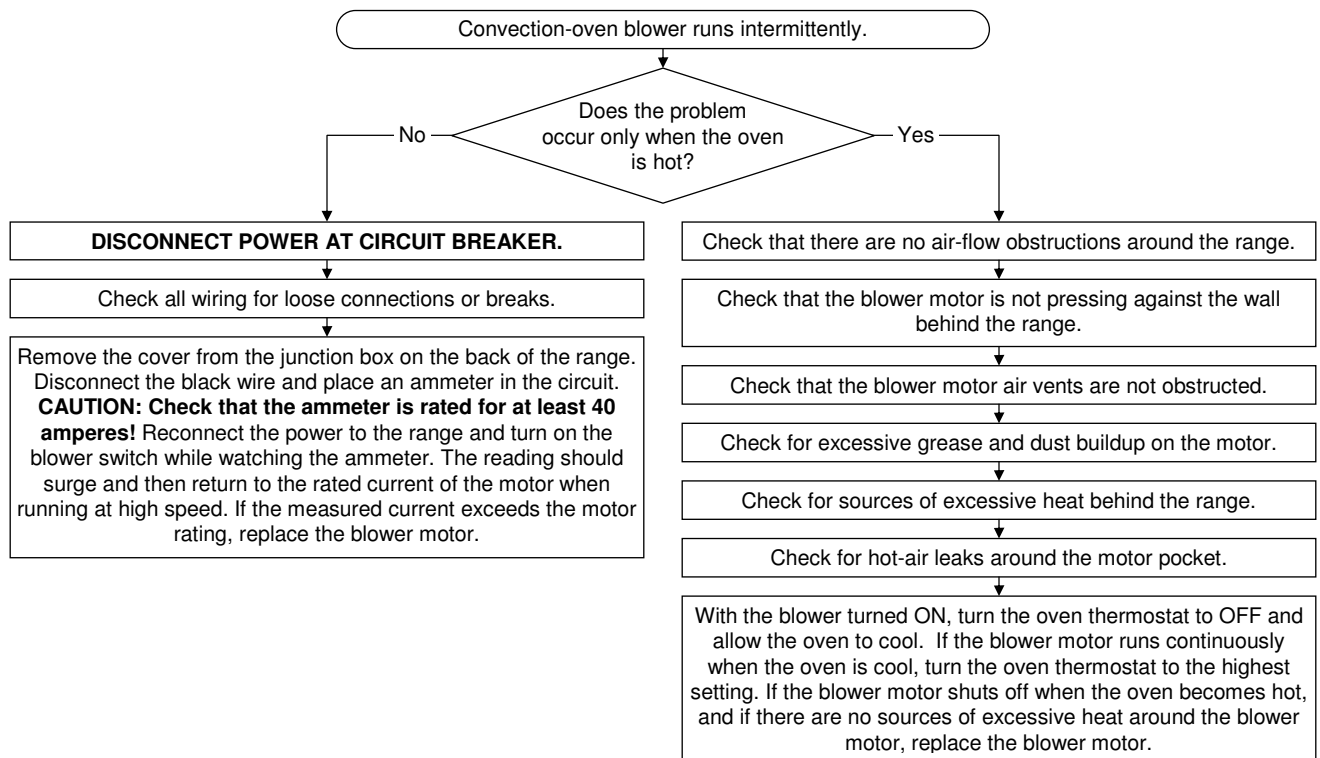 Convection-oven blower runs intermittently.
Does the problem
occur only when the oven
is hot?
No
Yes
DISCONNECT POWER AT CIRCUIT BREAKER.
Check all wiring for loose connections or breaks.
Remove the cover from the junction box on the back of the range.
Disconnect the black wire and place an ammeter in the circuit.
CAUTION: Check that the ammeter is rated for at least 40
amperes! Reconnect the power to the range and turn on the
blower switch while watching the ammeter. The reading should
surge and then return to the rated current of the motor when
running at high speed. If the measured current exceeds the motor
rating, replace the blower motor.
Check that there are no air-flow obstructions around the range.
Check that the blower motor is not pressing against the wall
behind the range.
Check that the blower motor air vents are not obstructed.
Check for excessive grease and dust buildup on the motor.
Check for sources of excessive heat behind the range.
Check for hot-air leaks around the motor pocket.
With the blower turned ON, turn the oven thermostat to OFF and
allow the oven to cool.  If the blower motor runs continuously
when the oven is cool, turn the oven thermostat to the highest
setting. If the blower motor shuts off when the oven becomes hot,
and if there are no sources of excessive heat around the blower
motor, replace the blower motor.